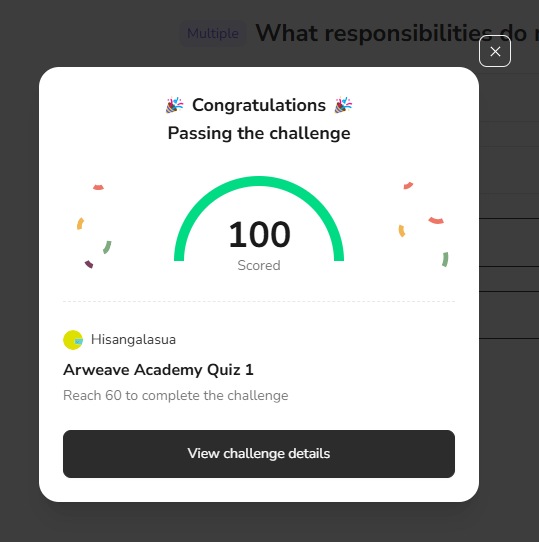 Multiple What responsibilities do
🎉 Congratulations 🎉
Passing the challenge
100
Scored
Hisangalasua
Arweave Academy Quiz 1
Reach 60 to complete the challenge
View challenge details